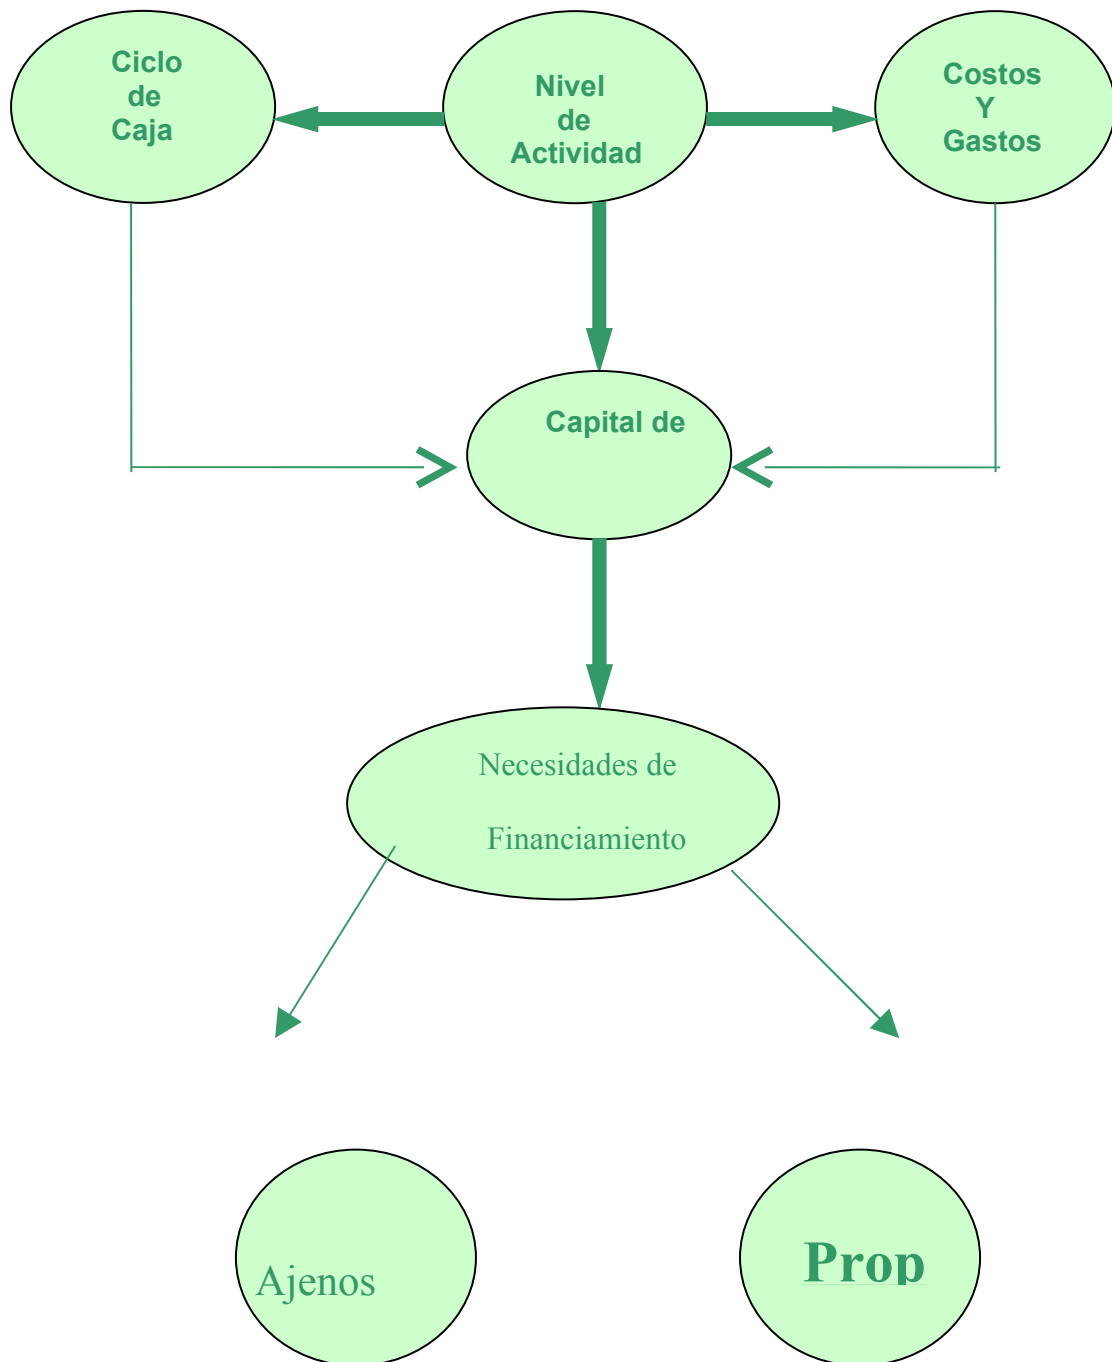 Ciclo
de
Caja
Nivel
de
Actividad
Costos
Y
Gastos
Capital de
Necesidades de
Financiamiento
Ajenos
Prop